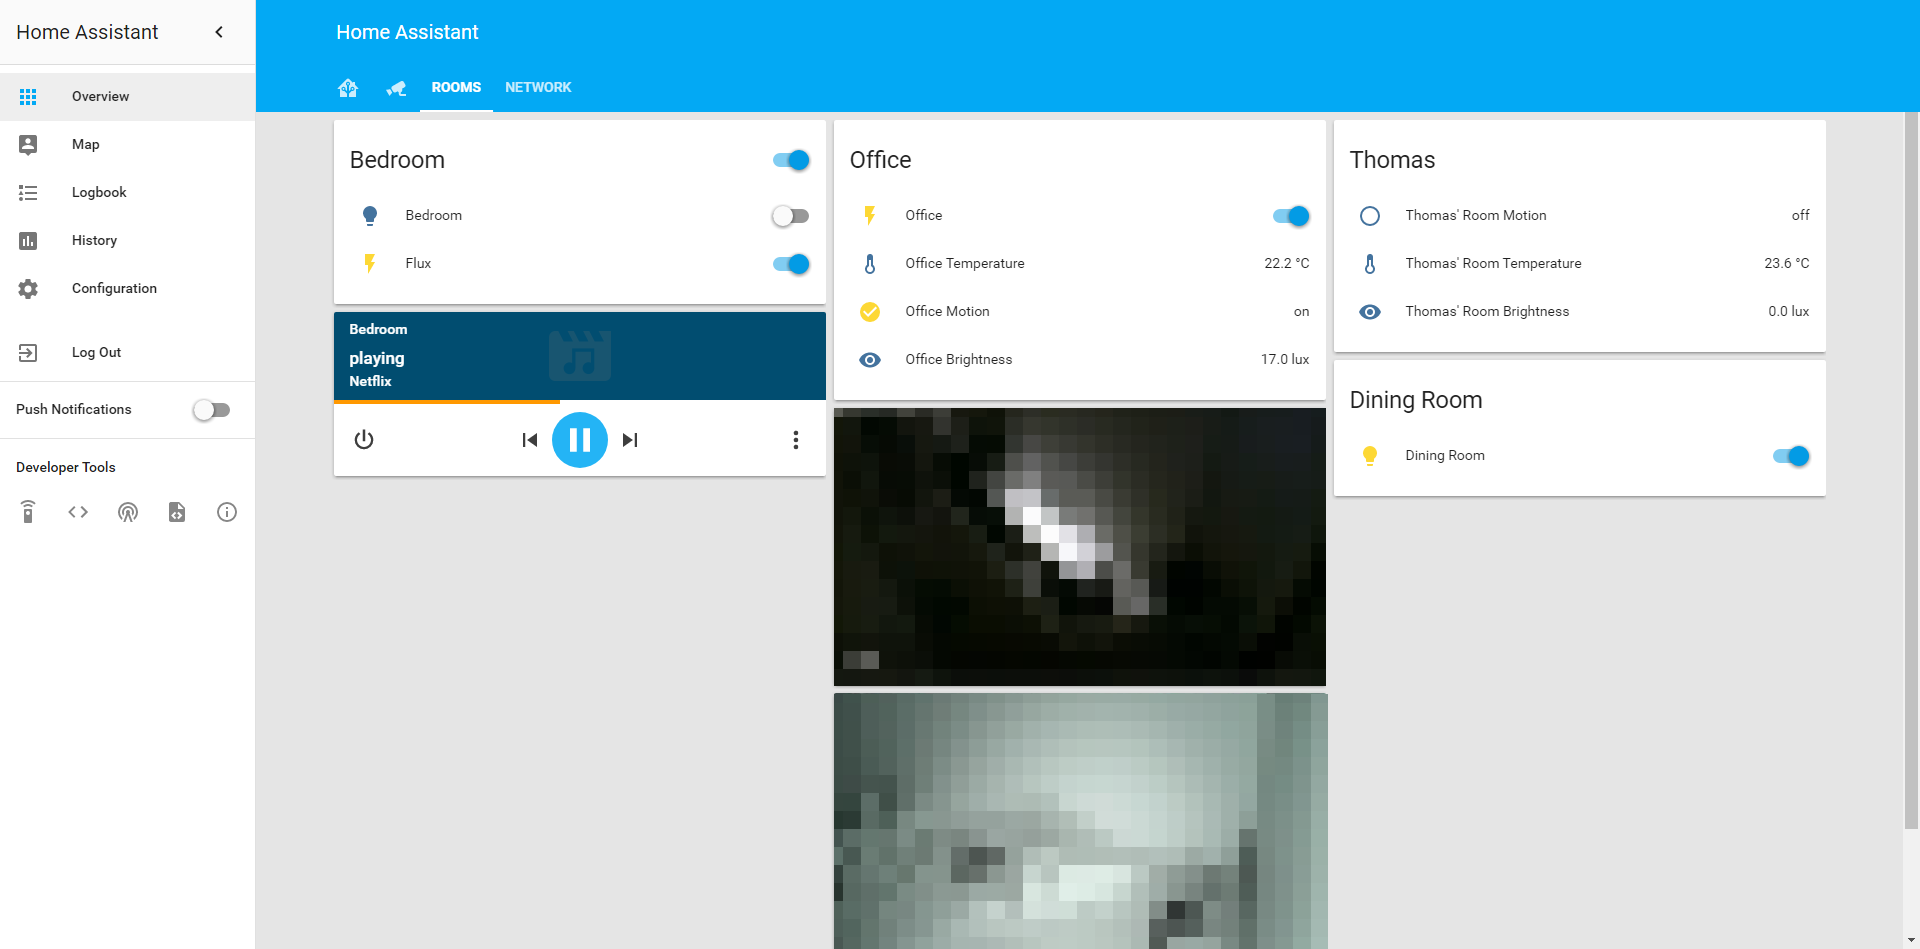 Home Assistant
Overview
Map
Logbook
History
Configuration
Log Out
Push Notifications
Developer Tools
Home Assistant
ROOMS
NETWORK
Bedroom
Bedroom
Flux
Bedroom
playing
Netflix
Office
Office
Office Temperature 22.2 °C
Office Motion on
Office Brightness 17.0 lux
Thomas
Thomas' Room Motion off
Thomas' Room Temperature 23.6 °C
Thomas' Room Brightness 0.0 lux
Dining Room
Dining Room